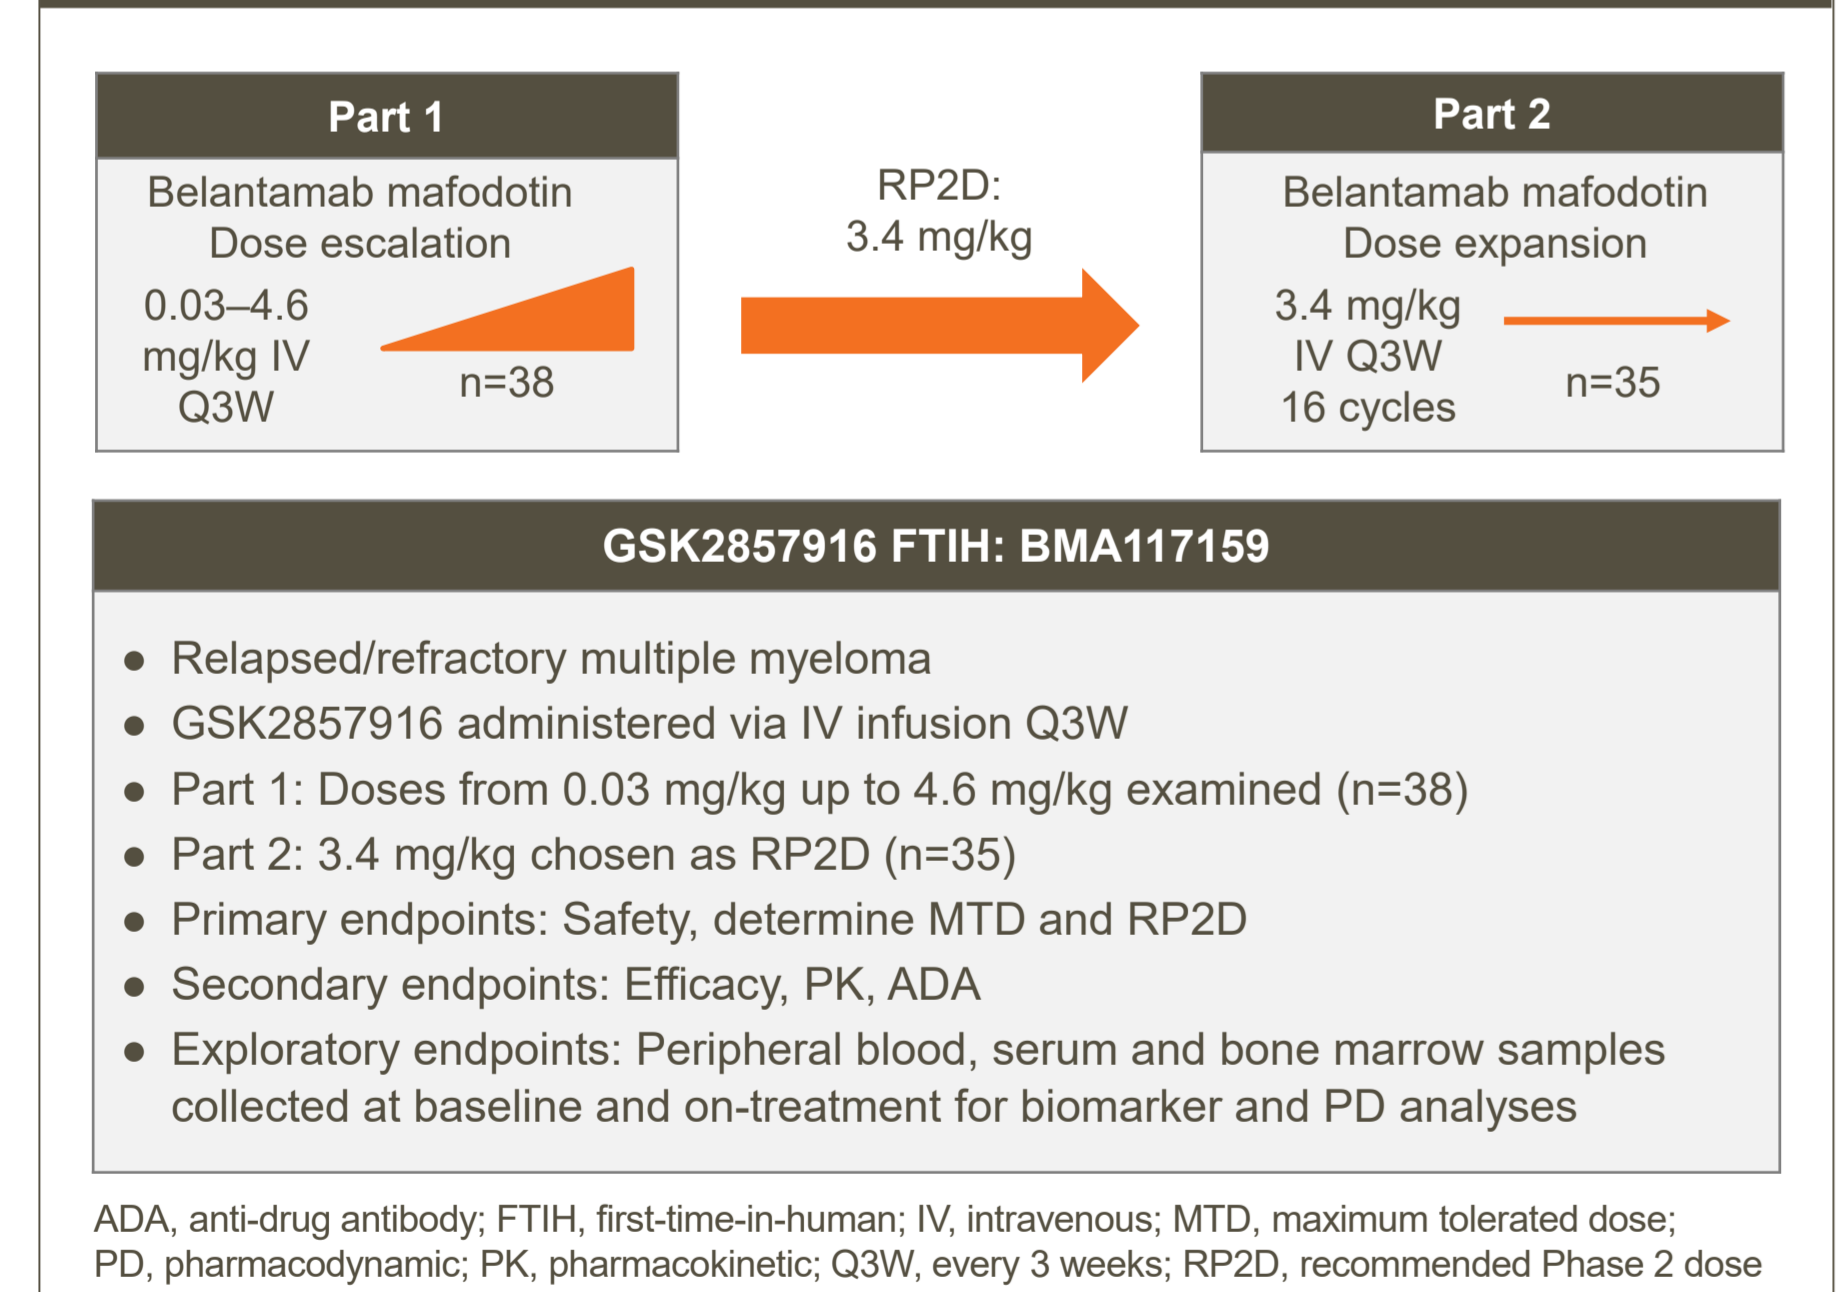 Part 1
Belantamab mafodotin
Dose escalation
0.03–4.6
mg/kg IV
Q3W
n=38
RP2D:
3.4 mg/kg
Part 2
Belantamab mafodotin
Dose expansion
3.4 mg/kg
IV Q3W
16 cycles
n=35
GSK2857916 FTIH: BMA117159
● Relapsed/refractory multiple myeloma
● GSK2857916 administered via IV infusion Q3W
● Part 1: Doses from 0.03 mg/kg up to 4.6 mg/kg examined (n=38)
● Part 2: 3.4 mg/kg chosen as RP2D (n=35)
● Primary endpoints: Safety, determine MTD and RP2D
● Secondary endpoints: Efficacy, PK, ADA
● Exploratory endpoints: Peripheral blood, serum and bone marrow samples
collected at baseline and on-treatment for biomarker and PD analyses
ADA, anti-drug antibody; FTIH, first-time-in-human; IV, intravenous; MTD, maximum tolerated dose;
PD, pharmacodynamic; PK, pharmacokinetic; Q3W, every 3 weeks; RP2D, recommended Phase 2 dose